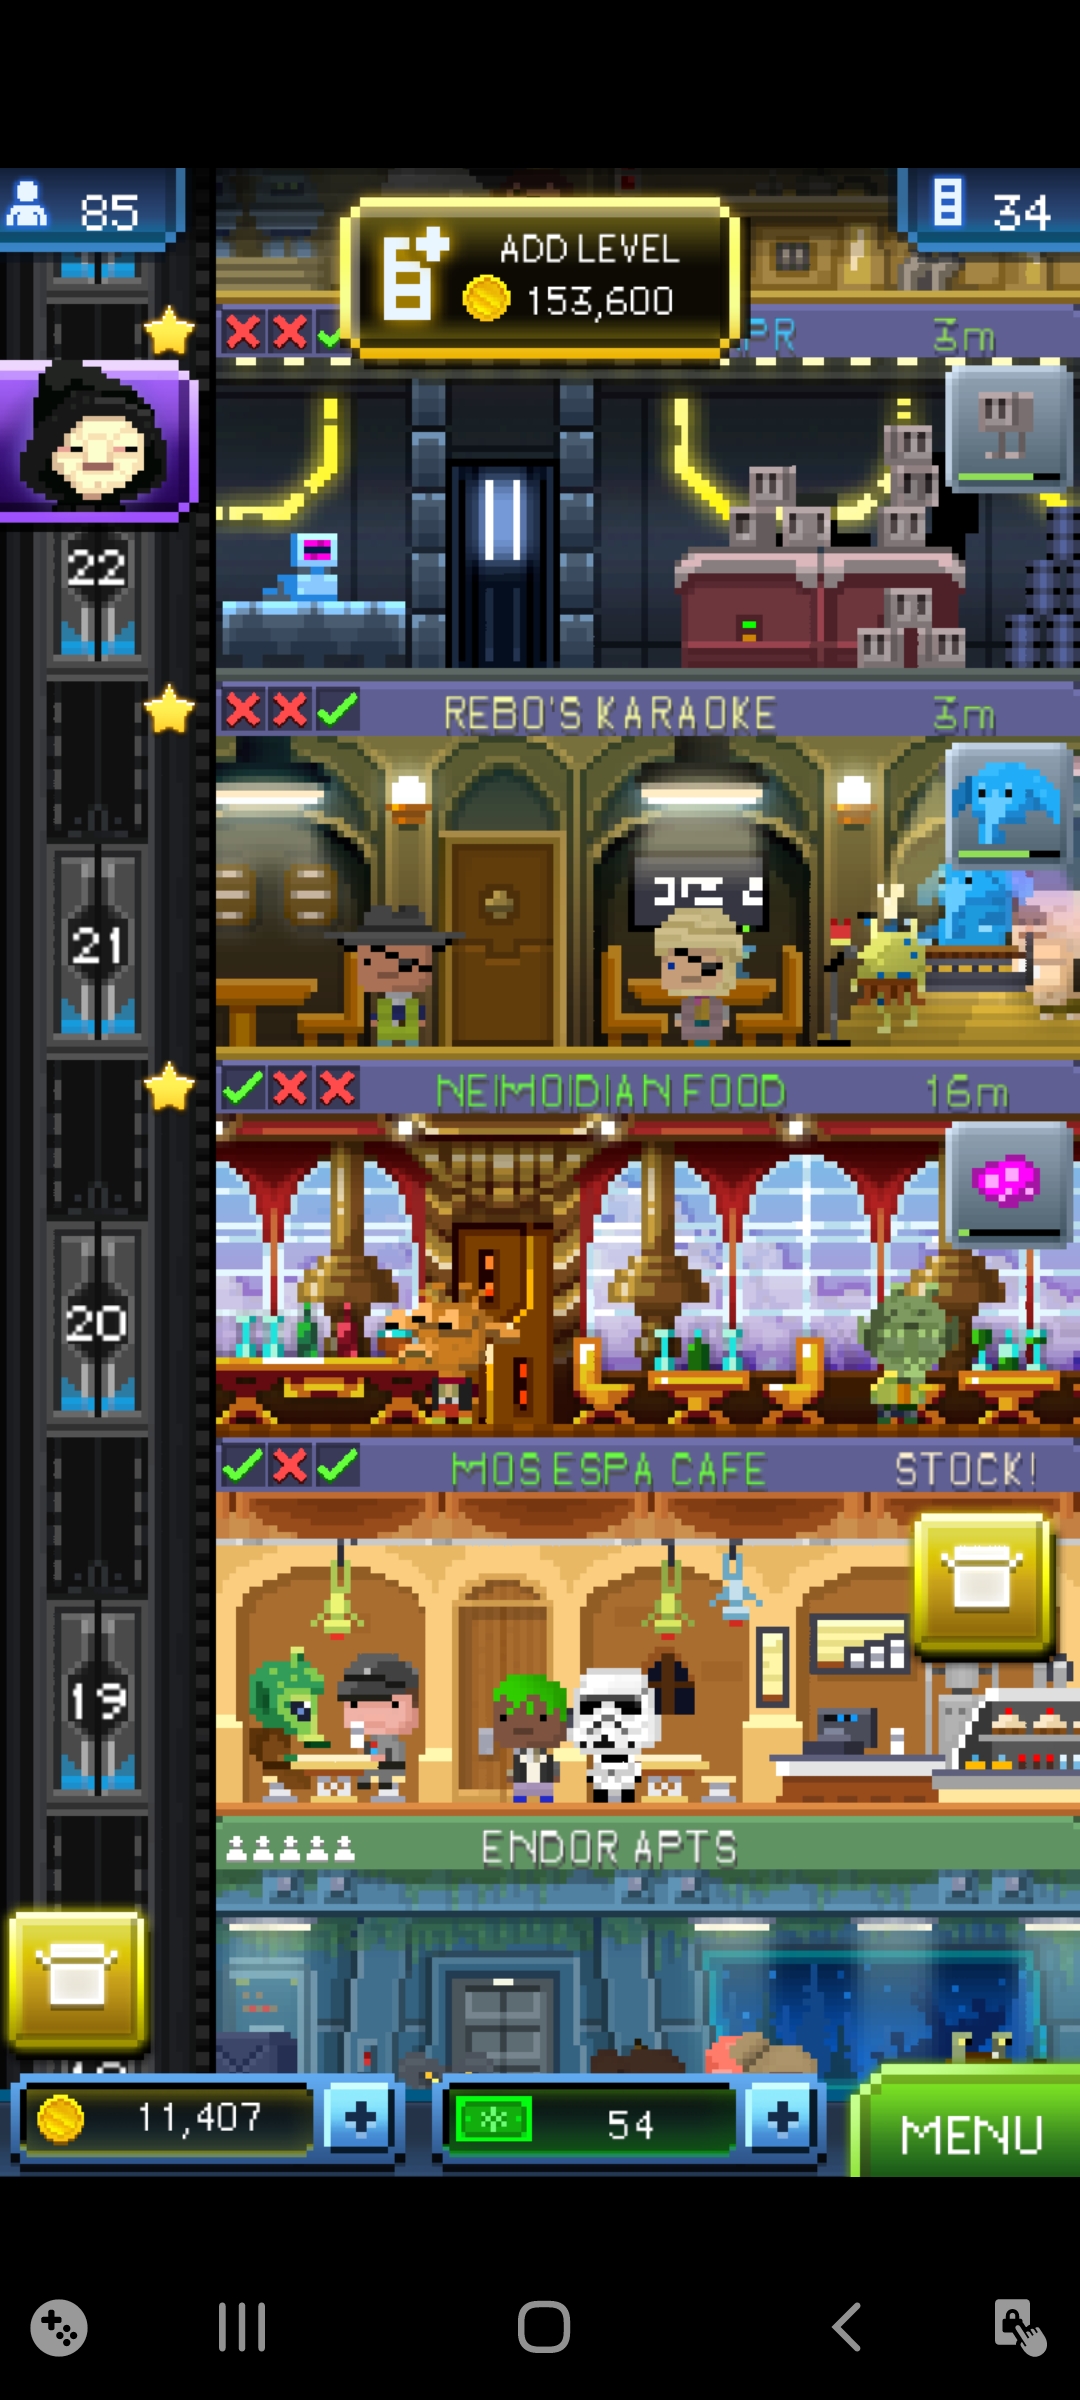 85
34
ADD LEVEL
153,600
PR
3m
22
REBO'S KARAOKE
3m
21
NEIMOIDIAN FOOD
16m
20
MOS ESPA CAFE
STOCK!
19
ENDOR APTS
11,407
54
MENU